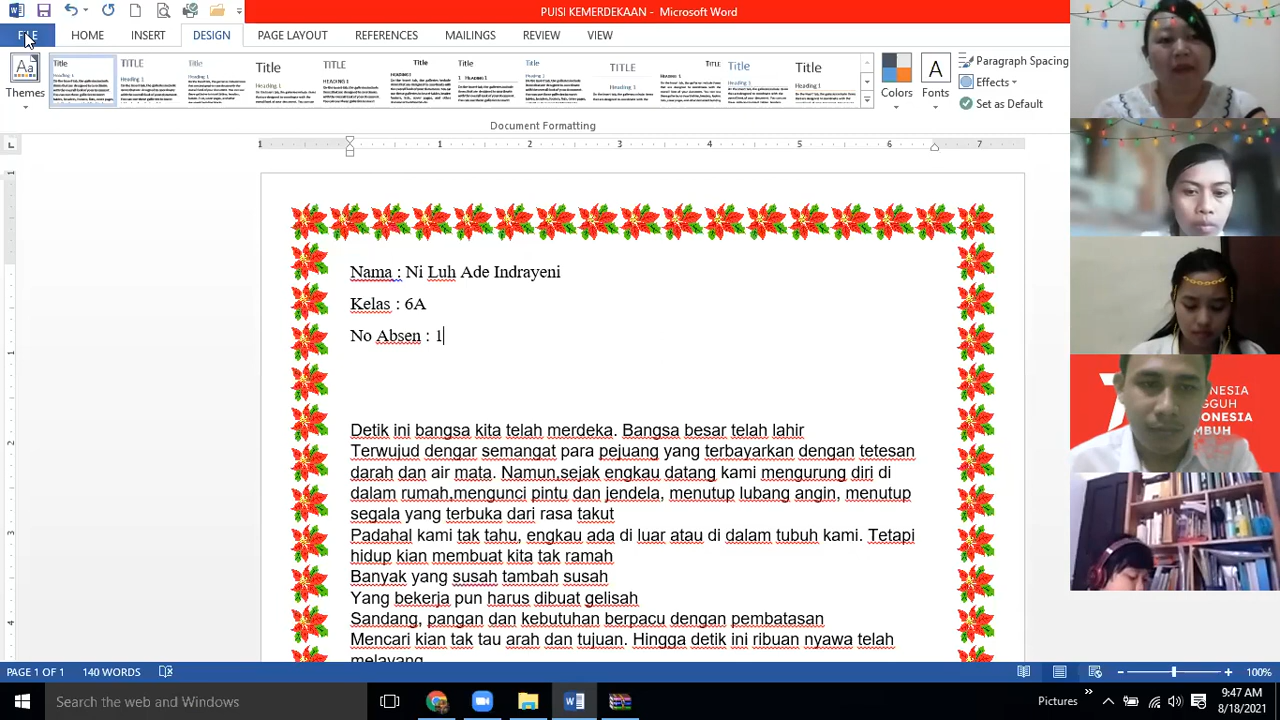 PUISI KEMERDEKAAN - Microsoft Word
FILE HOME INSERT DESIGN PAGE LAYOUT REFERENCES MAILINGS REVIEW VIEW
Themes
Colors
Fonts
Paragraph Spacing
Effects
Set as Default
Document Formatting
Nama : Ni Luh Ade Indrayeni
Kelas : 6A
No Absen : 1
Detik ini bangsa kita telah merdeka. Bangsa besar telah lahir
Terwujud dengar semangat para pejuang yang terbayarkan dengan tetesan
darah dan air mata. Namun,sejak engkau datang kami mengurung diri di
dalam rumah,mengunci pintu dan jendela, menutup lubang angin, menutup
segala yang terbuka dari rasa takut
Padahal kami tak tahu, engkau ada di luar atau di dalam tubuh kami. Tetapi
hidup kian membuat kita tak ramah
Banyak yang susah tambah susah
Yang bekerja pun harus dibuat gelisah
Sandang, pangan dan kebutuhan berpacu dengan pembatasan
Mencari kian tak tau arah dan tujuan. Hingga detik ini ribuan nyawa telah
melayang
PAGE 1 OF 1 140 WORDS
100%
Type here to search the web and Windows
Pictures
9:47 AM
8/18/2021